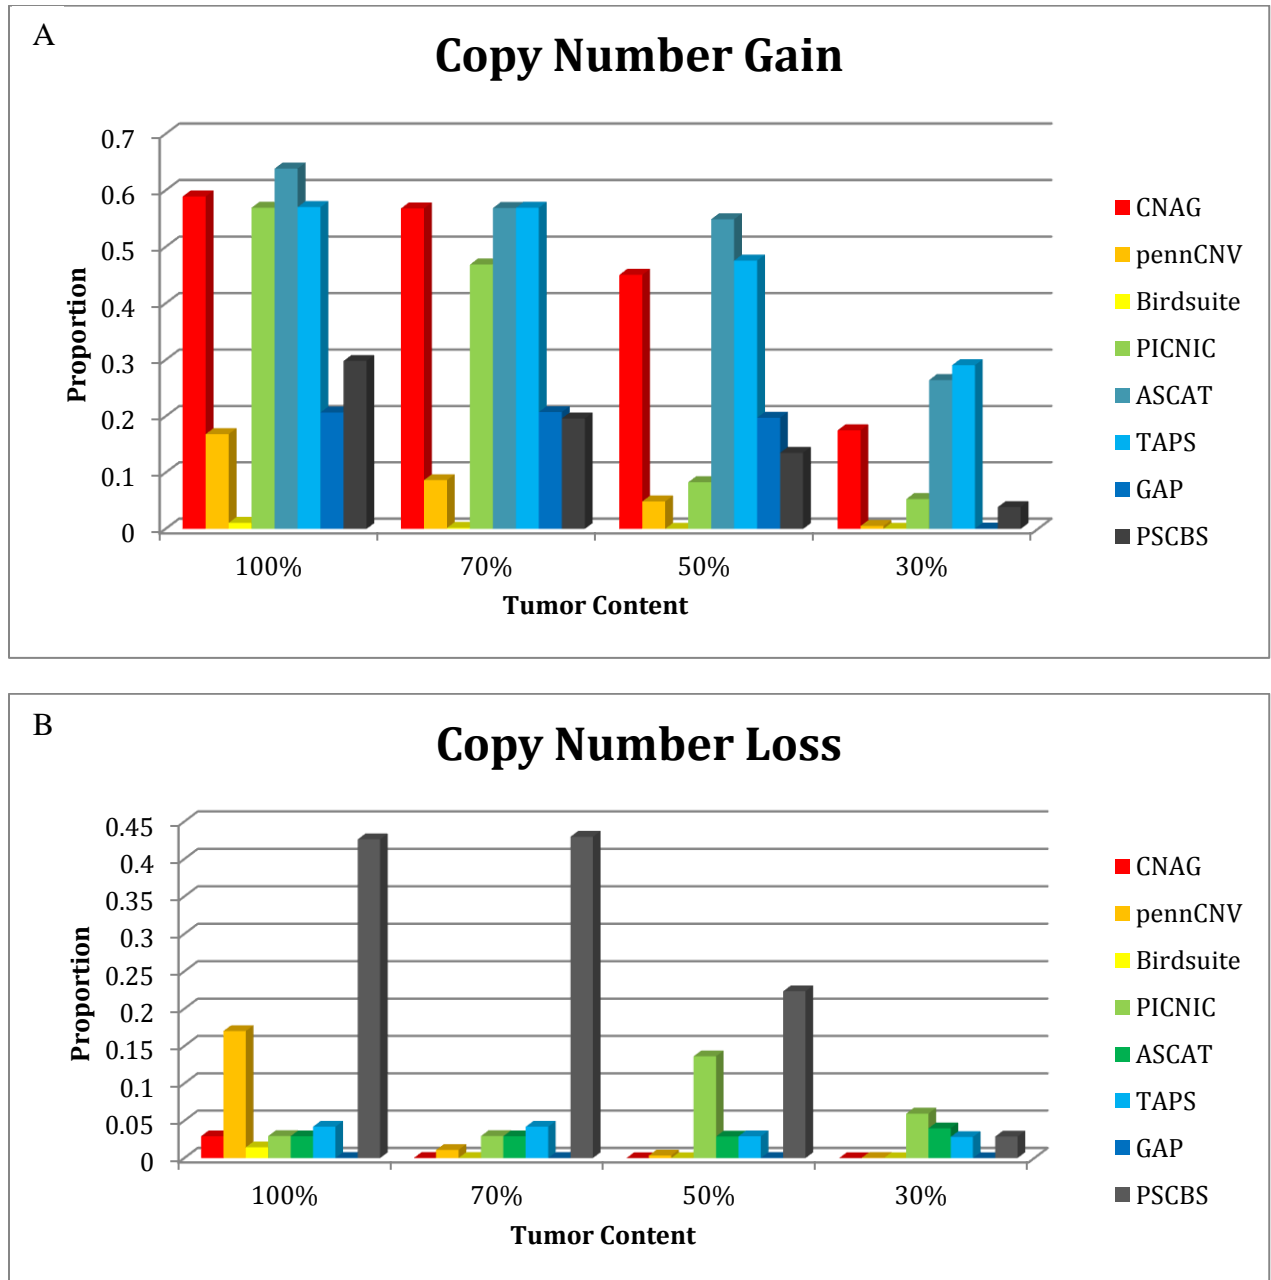 A
Copy Number Gain
0.7
0.6
0.5
0.4
0.3
0.2
0.1
0
Proportion
100%
70%
50%
30%
Tumor Content
CNAG
pennCNV
Birdsuite
PICNIC
ASCAT
TAPS
GAP
PSCBS
B
Copy Number Loss
0.45
0.4
0.35
0.3
0.25
0.2
0.15
0.1
0.05
0
Proportion
100%
70%
50%
30%
Tumor Content
CNAG
pennCNV
Birdsuite
PICNIC
ASCAT
TAPS
GAP
PSCBS